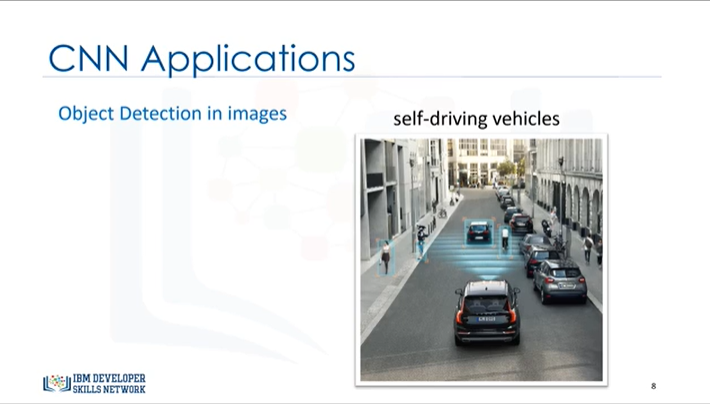 CNN Applications
Object Detection in images
self-driving vehicles
IBM DEVELOPER
SKILLS NETWORK
8